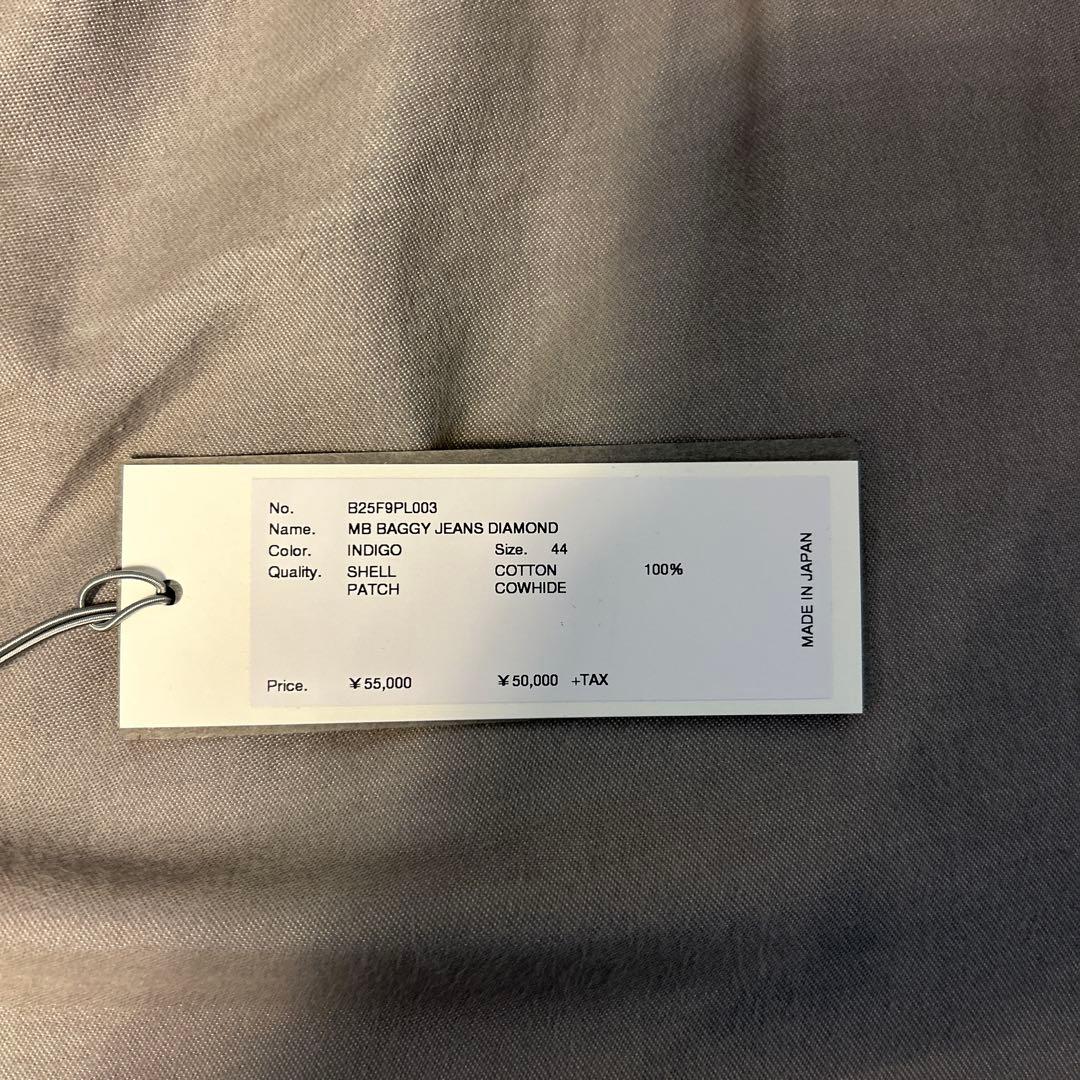 No. B25F9PL003
Name. MB BAGGY JEANS DIAMOND
Color. INDIGO Size. 44
Quality. SHELL COTTON 100%
PATCH COWHIDE
Price. ¥55,000 ¥50,000 +TAX
MADE IN JAPAN